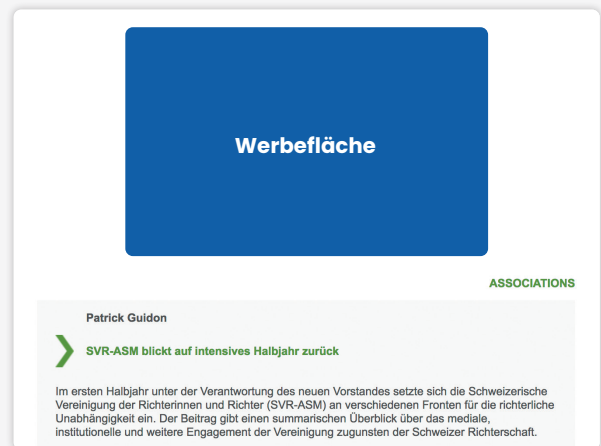 Werbefläche
ASSOCIATIONS
Patrick Guidon
SVR-ASM blickt auf intensives Halbjahr zurück
Im ersten Halbjahr unter der Verantwortung des neuen Vorstandes setzte sich die Schweizerische
Vereinigung der Richterinnen und Richter (SVR-ASM) an verschiedenen Fronten für die richterliche
Unabhängigkeit ein. Der Beitrag gibt einen summarischen Überblick über das mediale,
institutionelle und weitere Engagement der Vereinigung zugunsten der Schweizer Richterschaft.